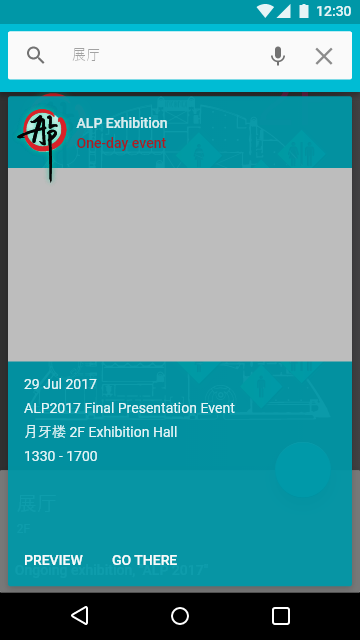 12:30
展厅
ALP Exhibition
One-day event
29 Jul 2017
ALP2017 Final Presentation Event
月牙楼 2F Exhibition Hall
1330 - 1700
展厅
2F
PREVIEW GO THERE
Ongoing exhibition: "ALP 2017"